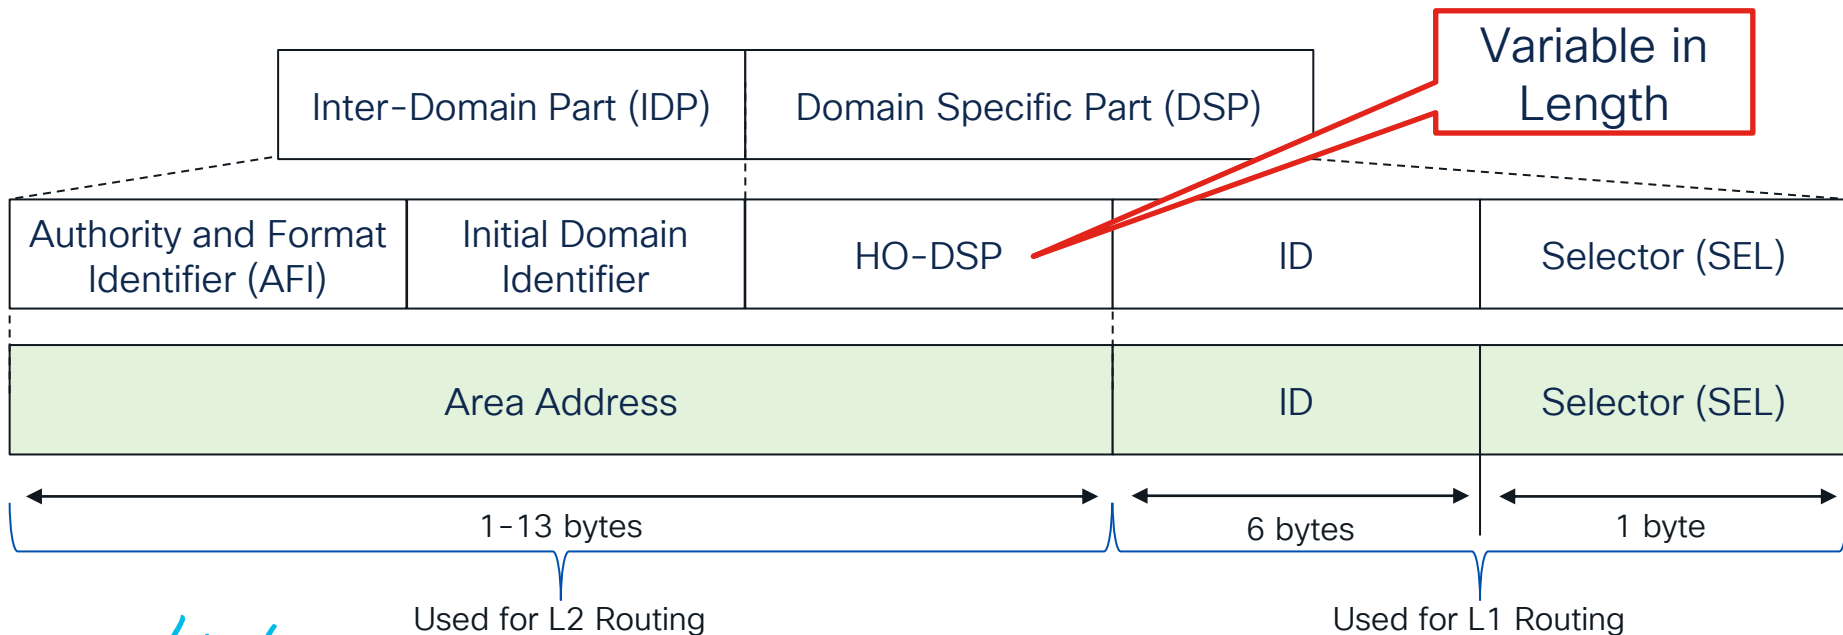 Variable in
Length
Inter-Domain Part (IDP)
Domain Specific Part (DSP)
Authority and Format
Identifier (AFI)
Initial Domain
Identifier
HO-DSP
ID
Selector (SEL)
Area Address
ID
Selector (SEL)
1-13 bytes
6 bytes
1 byte
Used for L2 Routing
Used for L1 Routing